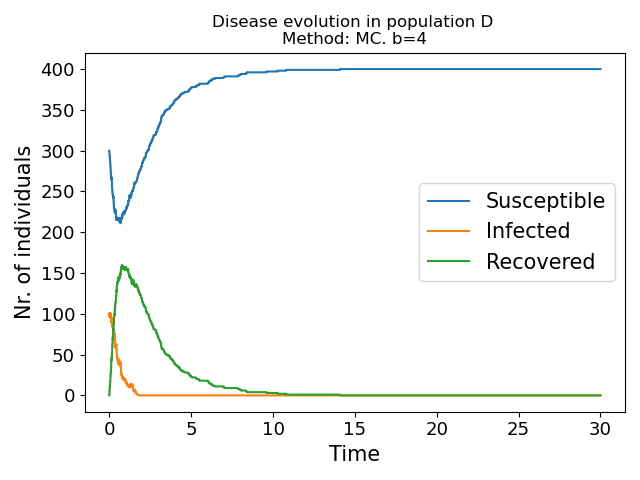 Disease evolution in population D
Method: MC. b=4
400
350
300
250
200
150
100
50
0
Nr. of individuals
Susceptible
Infected
Recovered
0 5 10 15 20 25 30
Time